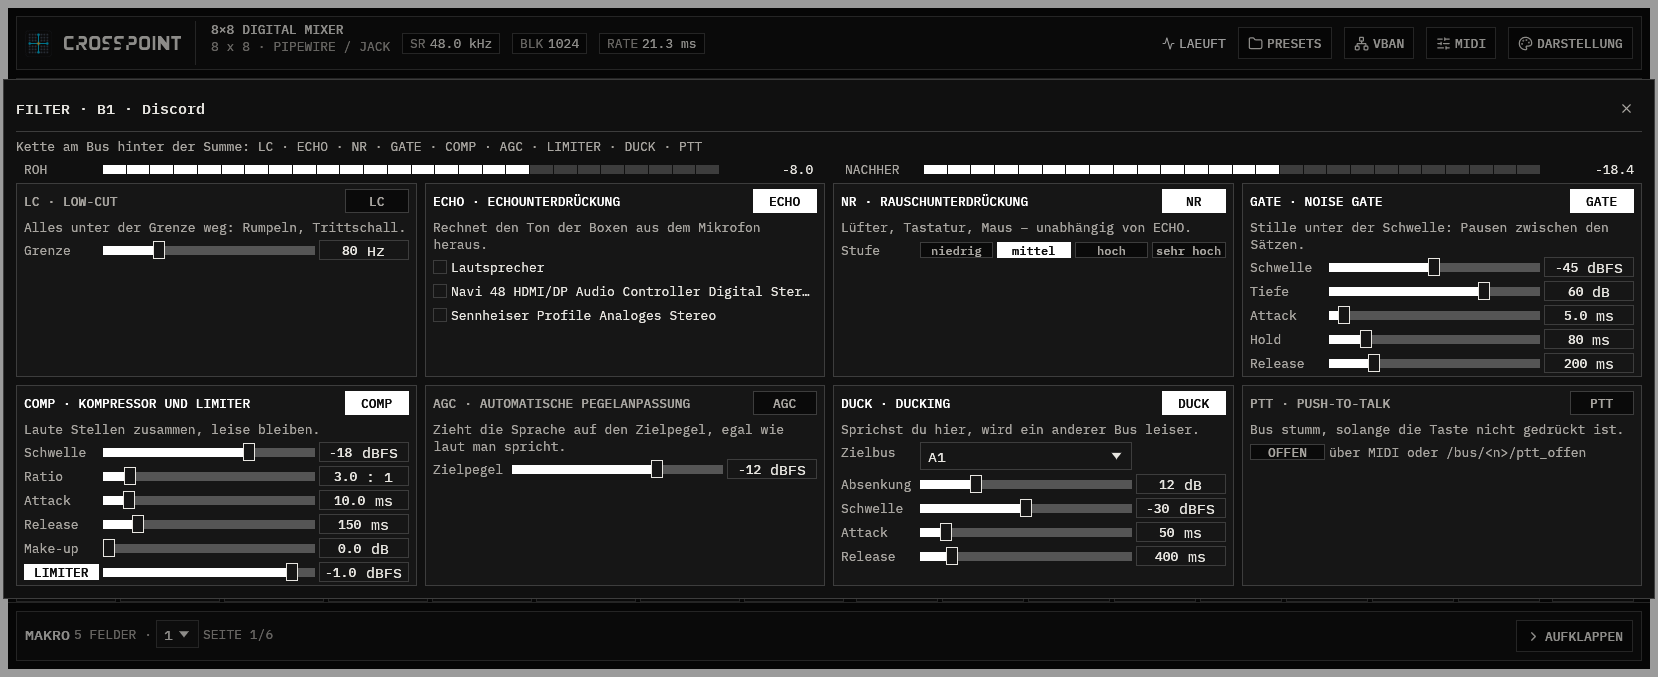 CROSSPOINT
8×8 DIGITAL MIXER
8 x 8 · PIPEWIRE / JACK
SR 48.0 kHz
BLK 1024
RATE 21.3 ms
LAEUFT
PRESETS
VBAN
MIDI
DARSTELLUNG
FILTER · B1 · Discord
×
Kette am Bus hinter der Summe: LC · ECHO · NR · GATE · COMP · AGC · LIMITER · DUCK · PTT
ROH -8.0
NACHHER -18.4
LC · LOW-CUT
LC
Alles unter der Grenze weg: Rumpeln, Trittschall.
Grenze 80 Hz
ECHO · ECHOUNTERDRÜCKUNG
ECHO
Rechnet den Ton der Boxen aus dem Mikrofon
heraus.
Lautsprecher
Navi 48 HDMI/DP Audio Controller Digital Ster…
Sennheiser Profile Analoges Stereo
NR · RAUSCHUNTERDRÜCKUNG
NR
Lüfter, Tastatur, Maus — unabhängig von ECHO.
Stufe niedrig mittel hoch sehr hoch
GATE · NOISE GATE
GATE
Stille unter der Schwelle: Pausen zwischen den
Sätzen.
Schwelle -45 dBFS
Tiefe 60 dB
Attack 5.0 ms
Hold 80 ms
Release 200 ms
COMP · KOMPRESSOR UND LIMITER
COMP
Laute Stellen zusammen, leise bleiben.
Schwelle -18 dBFS
Ratio 3.0 : 1
Attack 10.0 ms
Release 150 ms
Make-up 0.0 dB
LIMITER -1.0 dBFS
AGC · AUTOMATISCHE PEGELANPASSUNG
AGC
Zieht die Sprache auf den Zielpegel, egal wie
laut man spricht.
Zielpegel -12 dBFS
DUCK · DUCKING
DUCK
Sprichst du hier, wird ein anderer Bus leiser.
Zielbus A1
Absenkung 12 dB
Schwelle -30 dBFS
Attack 50 ms
Release 400 ms
PTT · PUSH-TO-TALK
PTT
Bus stumm, solange die Taste nicht gedrückt ist.
OFFEN über MIDI oder /bus/<n>/ptt_offen
MAKRO 5 FELDER · 1 SEITE 1/6
AUFKLAPPEN